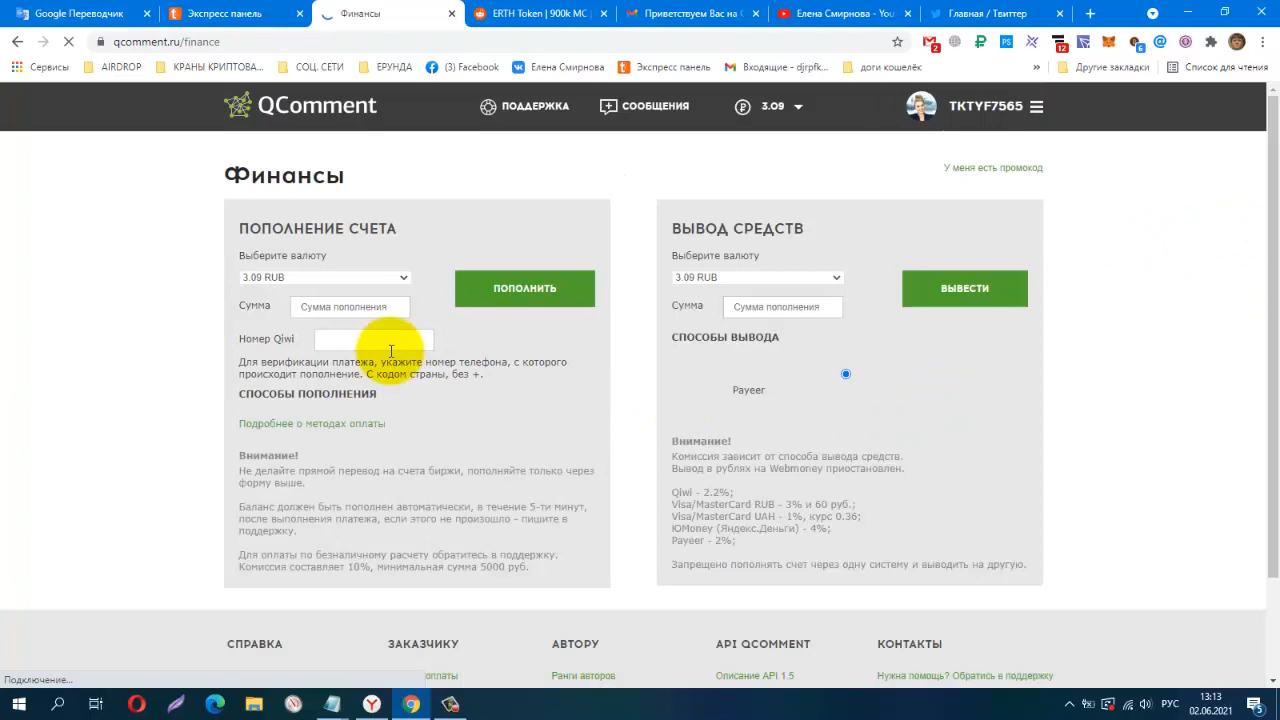 Google Переводчик
Экспресс панель
Финансы
ERTH Token | 900k MC |
Приветствуем Вас на
Елена Смирнова - You
Главная / Твиттер
qcomment.ru/finance
2
12
6
Сервисы
AIRDROP
КРАНЫ КРИПТОВА...
СОЦ. СЕТИ
ЕРУНДА
(3) Facebook
Елена Смирнова
Экспресс панель
Входящие - djrpfk...
доги кошелёк
»
Другие закладки
Список для чтения
QComment
ПОДДЕРЖКА
СООБЩЕНИЯ
3.09
TKTYF7565
Финансы
У меня есть промокод
ПОПОЛНЕНИЕ СЧЕТА
Выберите валюту
3.09 RUB
ПОПОЛНИТЬ
Сумма
Сумма пополнения
Номер Qiwi
Для верификации платежа, укажите номер телефона, с которого
происходит пополнение. С кодом страны, без +.
СПОСОБЫ ПОПОЛНЕНИЯ
Подробнее о методах оплаты
Внимание!
Не делайте прямой перевод на счета биржи, пополняйте только через
форму выше.
Баланс должен быть пополнен автоматически, в течение 5-ти минут,
после выполнения платежа, если этого не произошло - пишите в
поддержку.
Для оплаты по безналичному расчету обратитесь в поддержку.
Комиссия составляет 10%, минимальная сумма 5000 руб.
ВЫВОД СРЕДСТВ
Выберите валюту
3.09 RUB
ВЫВЕСТИ
Сумма
Сумма пополнения
СПОСОБЫ ВЫВОДА
Payeer
Внимание!
Комиссия зависит от способа вывода средств.
Вывод в рублях на Webmoney приостановлен.
Qiwi - 2.2%;
Visa/MasterCard RUB - 3% и 60 руб.;
Visa/MasterCard UAH - 1%, курс 0.36;
ЮMoney (Яндекс.Деньги) - 4%;
Payeer - 2%;
Запрещено пополнять счет через одну систему и выводить на другую.
СПРАВКА
ЗАКАЗЧИКУ
АВТОРУ
API QCOMMENT
КОНТАКТЫ
оплаты
Ранги авторов
Описание API 1.5
Нужна помощь? Обратись в поддержку
Подключение...
РУС
13:13
02.06.2021
5